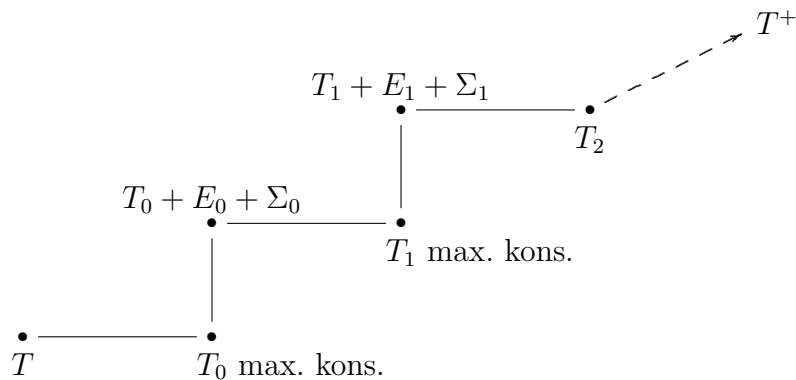 T⁺
T₁ + E₁ + Σ₁
T₂
T₀ + E₀ + Σ₀
T₁ max. kons.
T
T₀ max. kons.